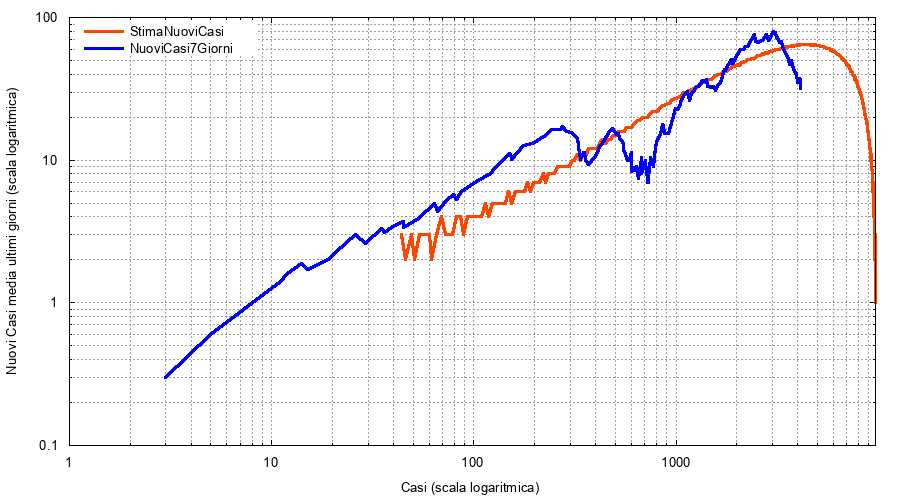 100
StimaNuoviCasi
NuoviCasi7Giorni
10
1
0.1
Nuovi Casi media ultimi giorni (scala logaritmica)
1 10 100 1000
Casi (scala logaritmica)